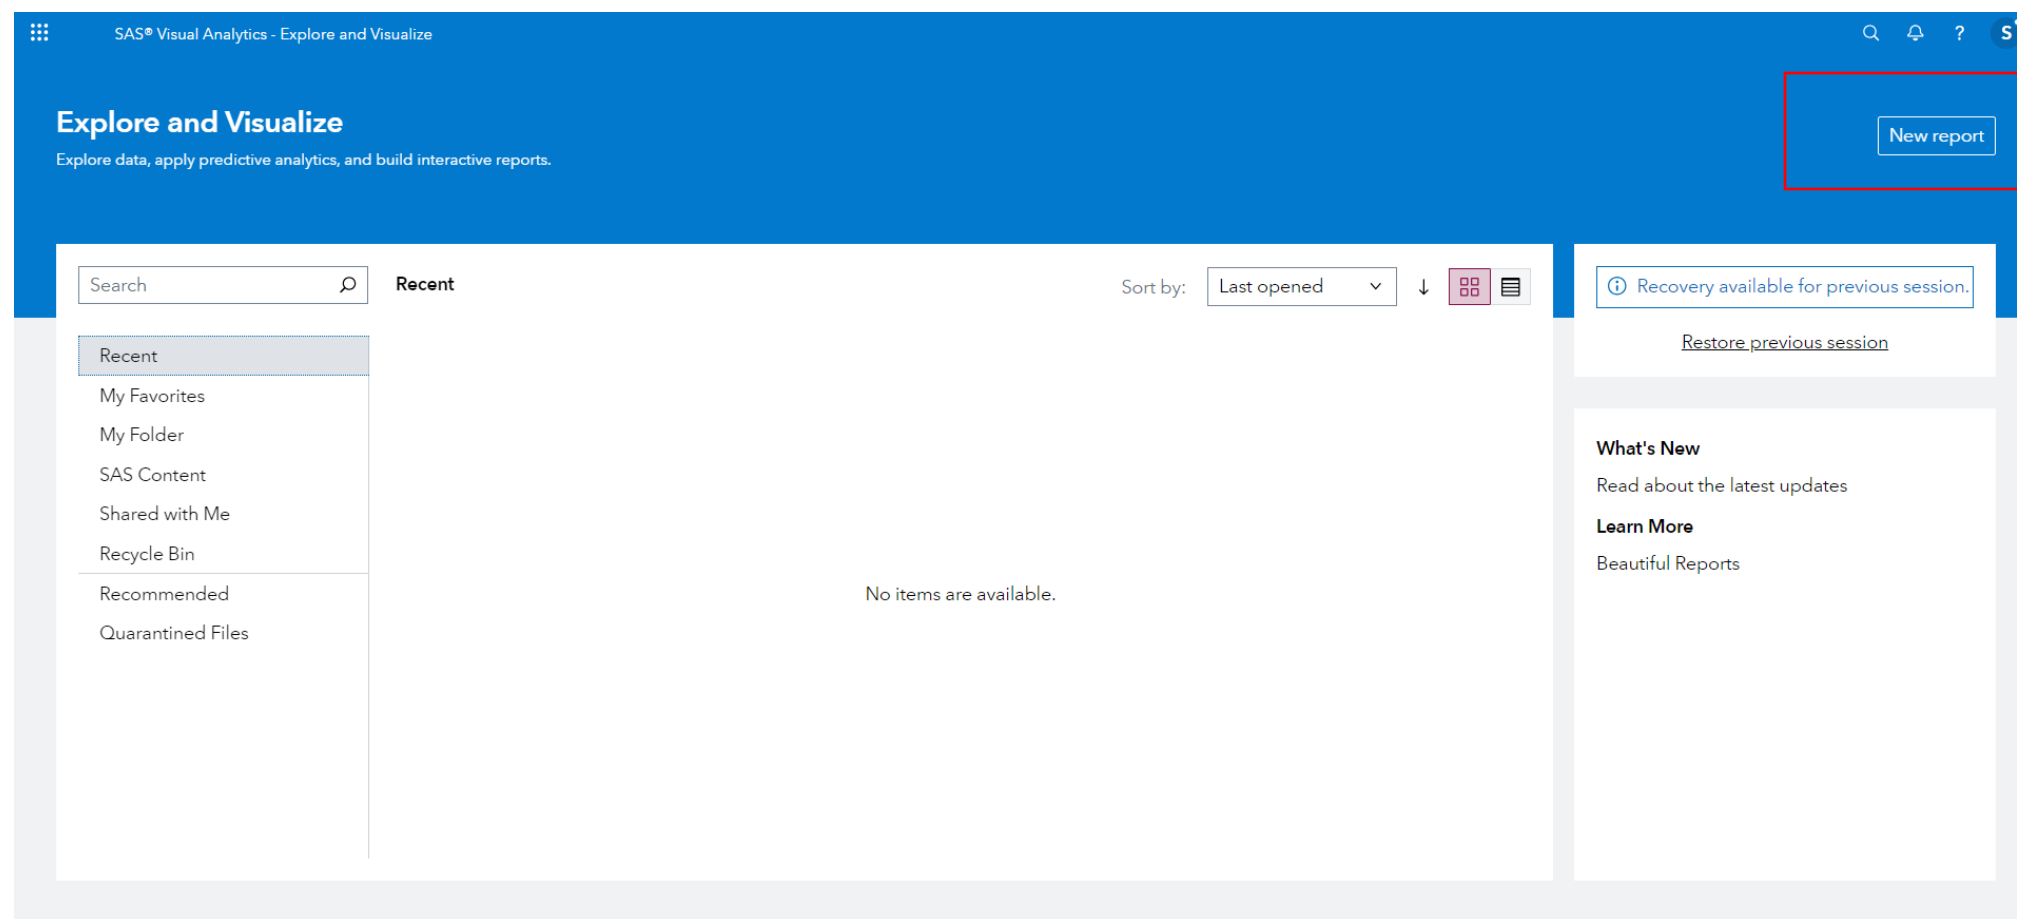 SAS® Visual Analytics - Explore and Visualize
?
S
Explore and Visualize
Explore data, apply predictive analytics, and build interactive reports.
New report
Search
Recent
Sort by:
Last opened
Recovery available for previous session.
Restore previous session
Recent
My Favorites
My Folder
SAS Content
Shared with Me
Recycle Bin
Recommended
Quarantined Files
No items are available.
What's New
Read about the latest updates
Learn More
Beautiful Reports